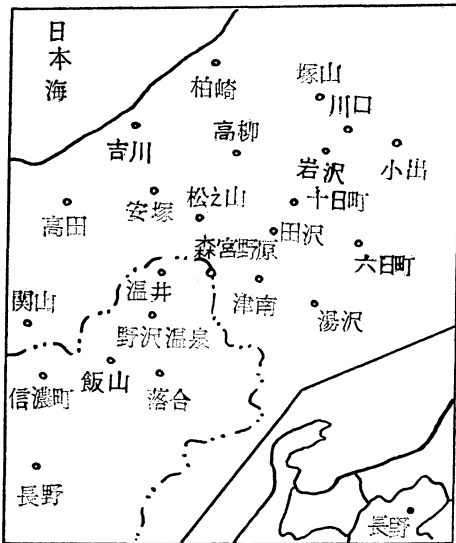 日本海
柏崎
塚山
川口
吉川
高柳
岩沢
小出
高田
安塚
松之山
十日町
田沢
森宮野原
六日町
温井
津南
関山
湯沢
野沢温泉
信濃町
飯山
落合
長野
長野